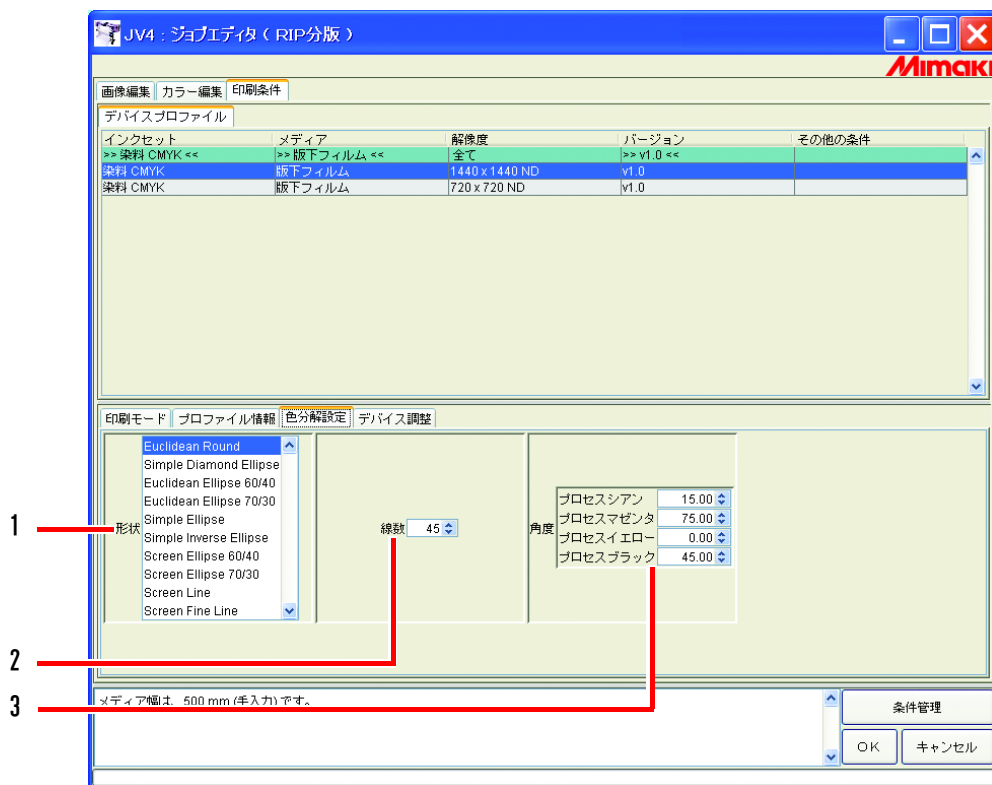 JV4 : ジョブエディタ ( RIP分版 )
Mimaki
画像編集 カラー編集 印刷条件
デバイスプロファイル
インクセット メディア 解像度 バージョン その他の条件
>> 染料 CMYK << >> 版下フィルム << 全て >> v1.0 <<
染料 CMYK 版下フィルム 1440 x 1440 ND v1.0
染料 CMYK 版下フィルム 720 x 720 ND v1.0
印刷モード プロファイル情報 色分解設定 デバイス調整
1
形状
Euclidean Round
Simple Diamond Ellipse
Euclidean Ellipse 60/40
Euclidean Ellipse 70/30
Simple Ellipse
Simple Inverse Ellipse
Screen Ellipse 60/40
Screen Ellipse 70/30
Screen Line
Screen Fine Line
線数 45
角度
プロセスシアン 15.00
プロセスマゼンタ 75.00
プロセスイエロー 0.00
プロセスブラック 45.00
2
3
メディア幅は、500 mm (手入力) です。
条件管理
OK キャンセル